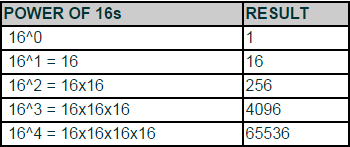 POWER OF 16s RESULT
16^0 1
16^1 = 16 16
16^2 = 16x16 256
16^3 = 16x16x16 4096
16^4 = 16x16x16x16 65536